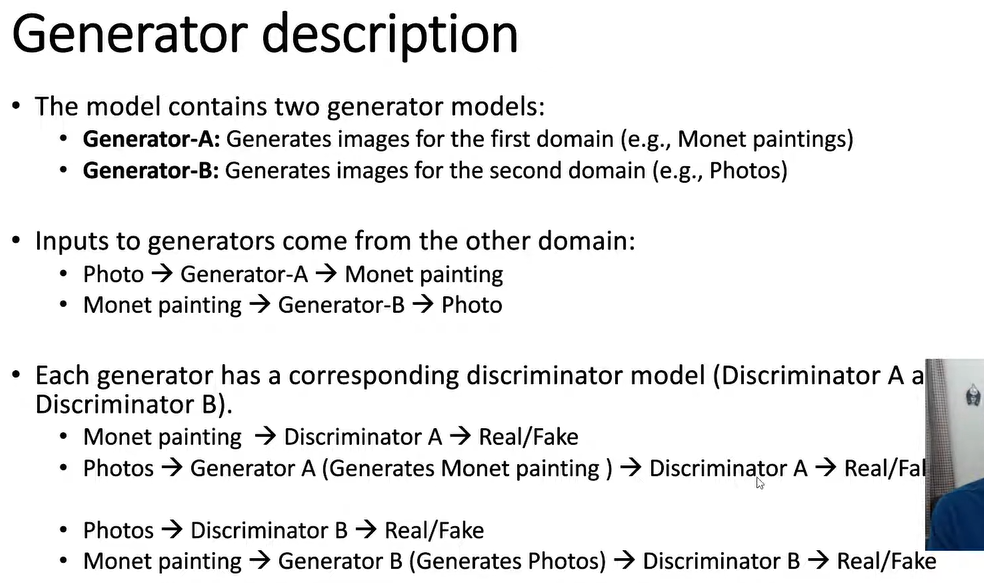 Generator description
• The model contains two generator models:
• Generator-A: Generates images for the first domain (e.g., Monet paintings)
• Generator-B: Generates images for the second domain (e.g., Photos)
• Inputs to generators come from the other domain:
• Photo → Generator-A → Monet painting
• Monet painting → Generator-B → Photo
• Each generator has a corresponding discriminator model (Discriminator A
Discriminator B).
• Monet painting → Discriminator A → Real/Fake
• Photos → Generator A (Generates Monet painting ) → Discriminator A → Real/
• Photos → Discriminator B → Real/Fake
• Monet painting → Generator B (Generates Photos) → Discriminator B → Real/Fake